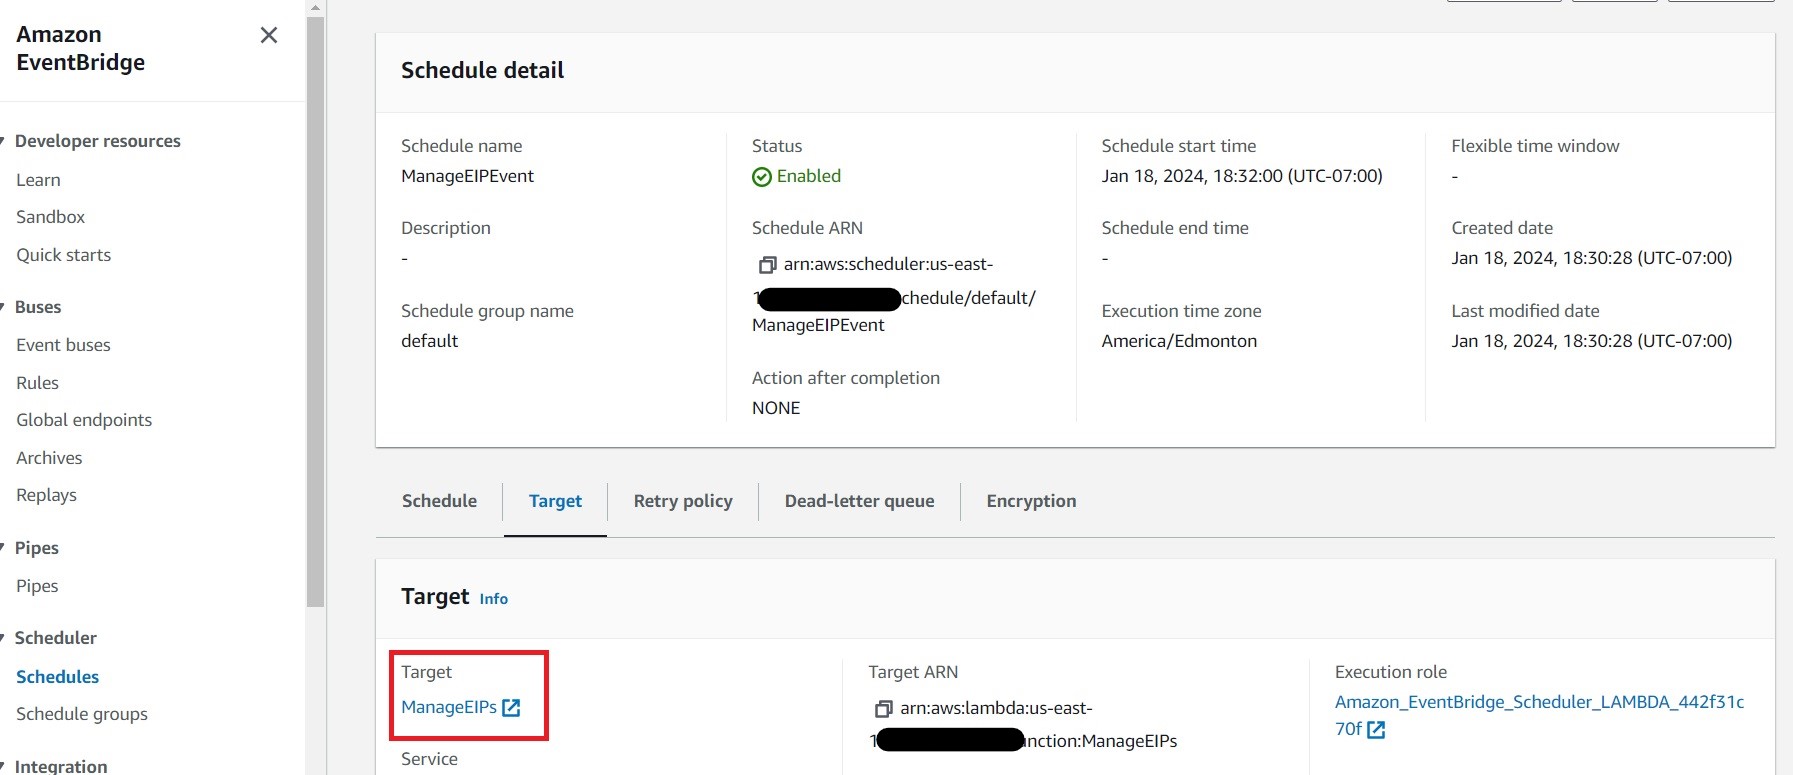 Amazon
EventBridge
Developer resources
Learn
Sandbox
Quick starts
Buses
Event buses
Rules
Global endpoints
Archives
Replays
Pipes
Pipes
Scheduler
Schedules
Schedule groups
Integration
Schedule detail
Schedule name
ManageEIPEvent
Description
-
Schedule group name
default
Status
Enabled
Schedule ARN
arn:aws:scheduler:us-east-
1 chedule/default/
ManageEIPEvent
Action after completion
NONE
Schedule start time
Jan 18, 2024, 18:32:00 (UTC-07:00)
Schedule end time
-
Execution time zone
America/Edmonton
Flexible time window
-
Created date
Jan 18, 2024, 18:30:28 (UTC-07:00)
Last modified date
Jan 18, 2024, 18:30:28 (UTC-07:00)
Schedule
Target
Retry policy
Dead-letter queue
Encryption
Target Info
Target
ManageEIPs
Service
Target ARN
arn:aws:lambda:us-east-
1 nction:ManageEIPs
Execution role
Amazon_EventBridge_Scheduler_LAMBDA_442f31c
70f